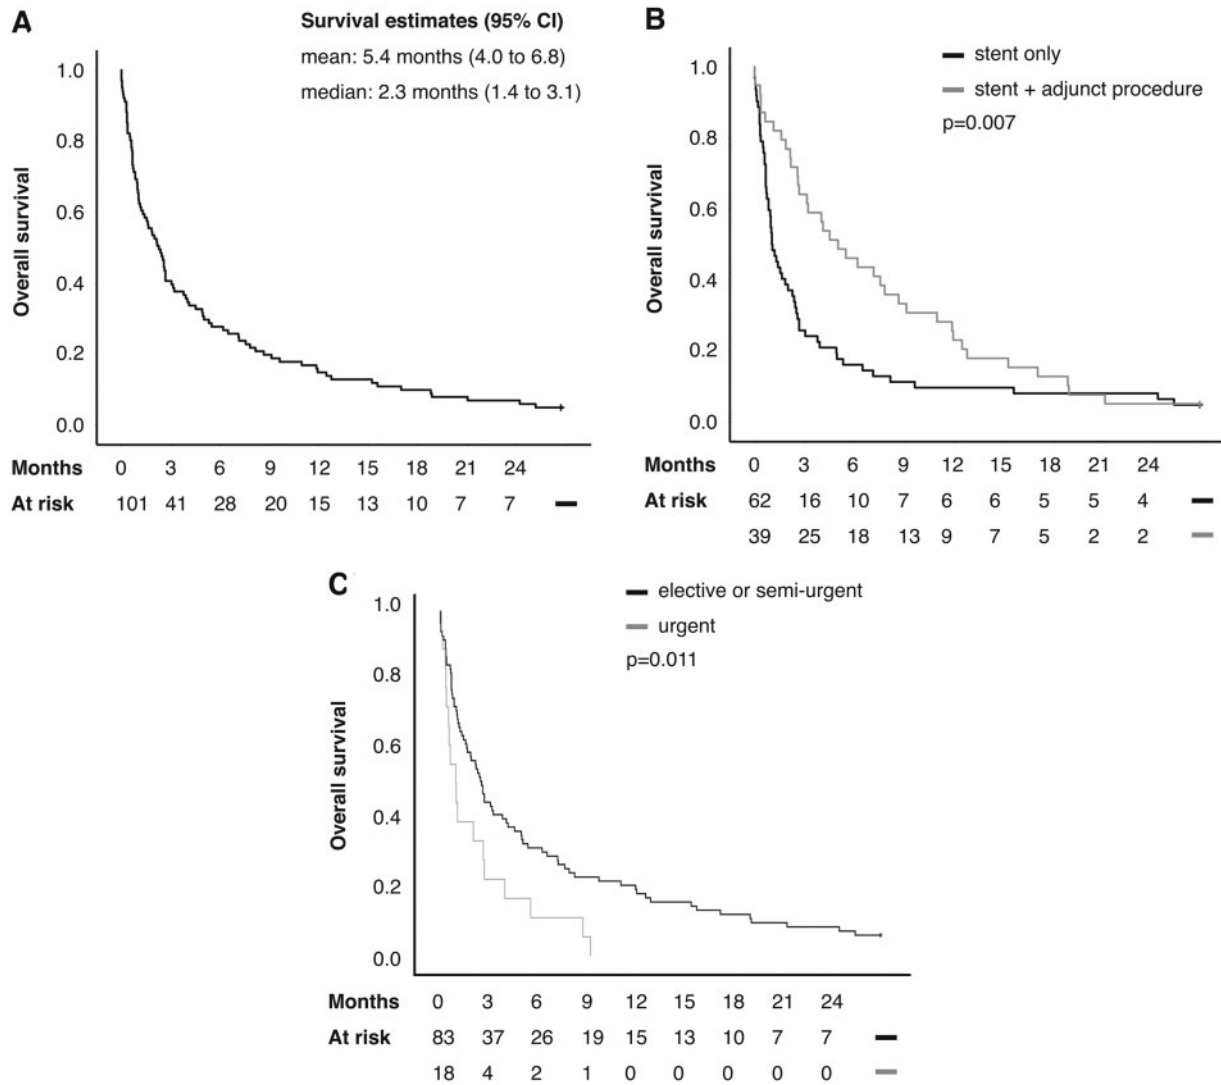 A
Survival estimates (95% CI)
mean: 5.4 months (4.0 to 6.8)
median: 2.3 months (1.4 to 3.1)
Overall survival
1.0
0.8
0.6
0.4
0.2
0.0
Months 0 3 6 9 12 15 18 21 24
At risk 101 41 28 20 15 13 10 7 7
B
stent only
stent + adjunct procedure
p=0.007
Overall survival
1.0
0.8
0.6
0.4
0.2
0.0
Months 0 3 6 9 12 15 18 21 24
At risk 62 16 10 7 6 6 5 5 4
39 25 18 13 9 7 5 2 2
C
elective or semi-urgent
urgent
p=0.011
Overall survival
1.0
0.8
0.6
0.4
0.2
0.0
Months 0 3 6 9 12 15 18 21 24
At risk 83 37 26 19 15 13 10 7 7
18 4 2 1 0 0 0 0 0